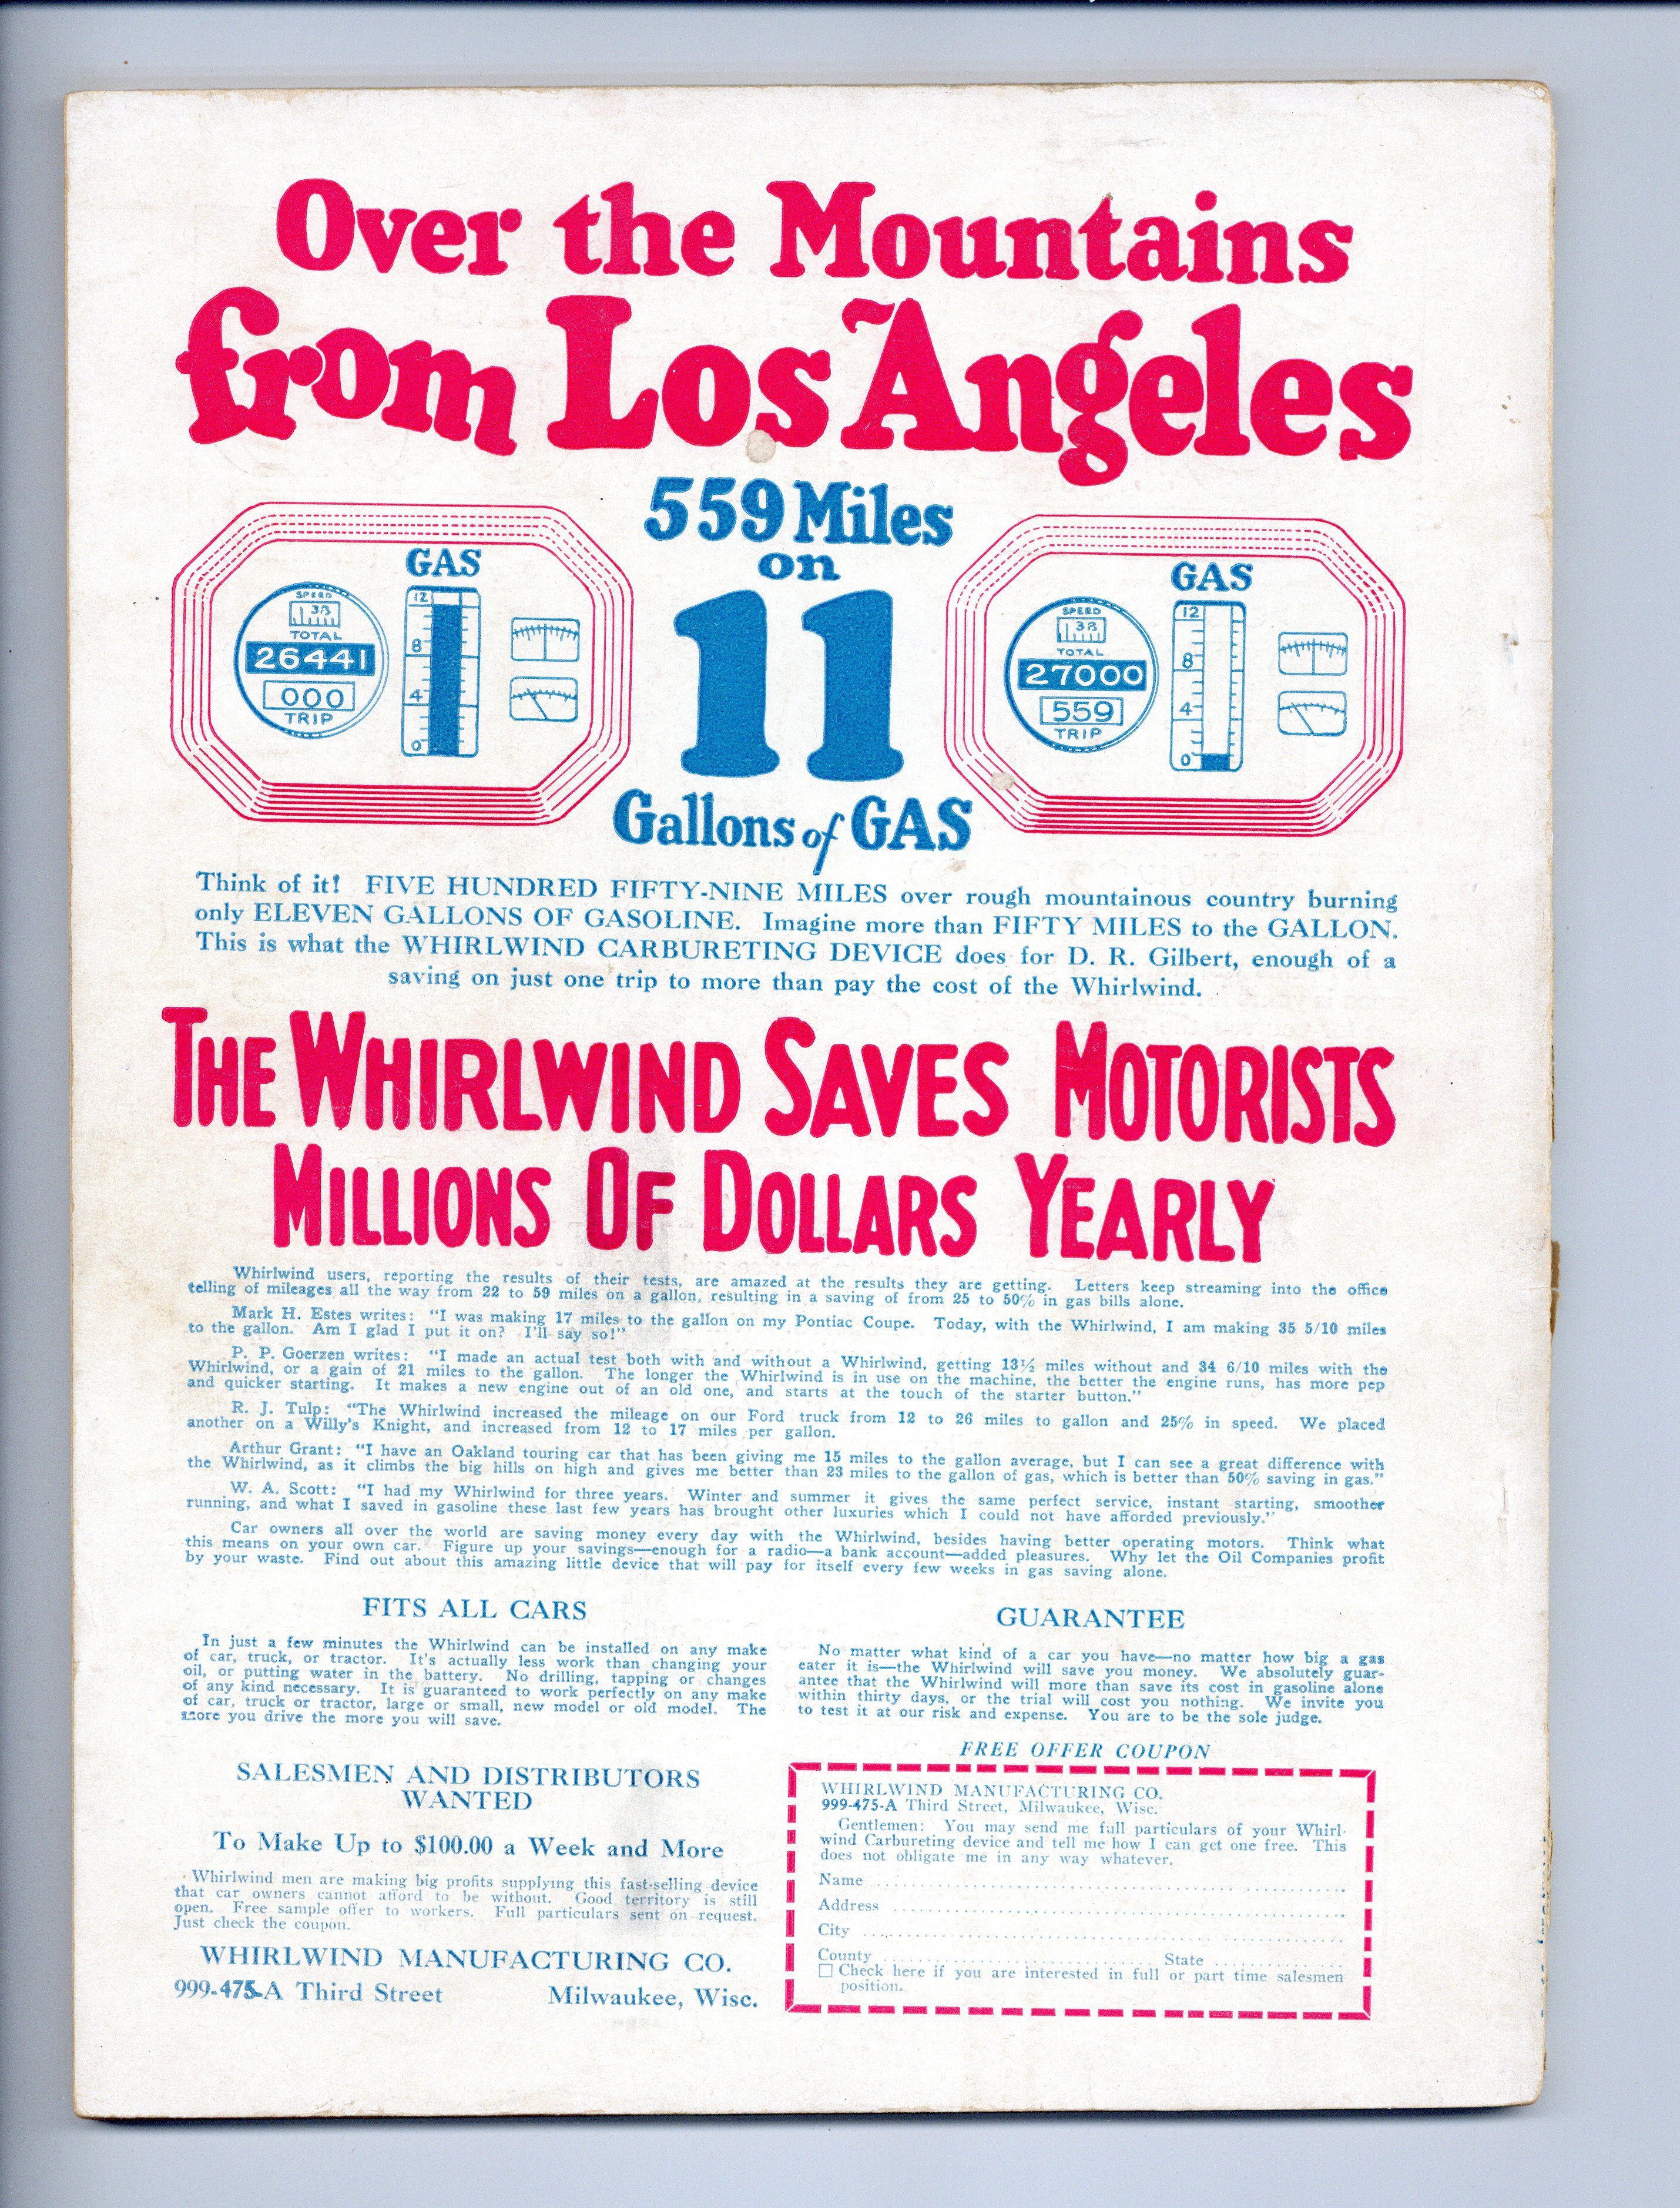 Over the Mountains
from Los Angeles
559 Miles
on
11
Gallons of GAS
SPEED
38
TOTAL
26441
000
TRIP
GAS
12
8
4
0
SPEED
38
TOTAL
27000
559
TRIP
GAS
12
8
4
0
Think of it! FIVE HUNDRED FIFTY-NINE MILES over rough mountainous country burning
only ELEVEN GALLONS OF GASOLINE. Imagine more than FIFTY MILES to the GALLON.
This is what the WHIRLWIND CARBURETING DEVICE does for D. R. Gilbert, enough of a
saving on just one trip to more than pay the cost of the Whirlwind.
THE WHIRLWIND SAVES MOTORISTS
MILLIONS OF DOLLARS YEARLY
Whirlwind users, reporting the results of their tests, are amazed at the results they are getting. Letters keep streaming into the office
telling of mileages all the way from 22 to 59 miles on a gallon, resulting in a saving of from 25 to 50% in gas bills alone.
Mark H. Estes writes: "I was making 17 miles to the gallon on my Pontiac Coupe. Today, with the Whirlwind, I am making 35 5/10 miles
to the gallon. Am I glad I put it on? I'll say so!"
P. P. Goerzen writes: "I made an actual test both with and without a Whirlwind, getting 13½ miles without and 34 6/10 miles with the
Whirlwind, or a gain of 21 miles to the gallon. The longer the Whirlwind is in use on the machine, the better the engine runs, has more pep
and quicker starting. It makes a new engine out of an old one, and starts at the touch of the starter button."
R. J. Tulp: "The Whirlwind increased the mileage on our Ford truck from 12 to 26 miles to gallon and 25% in speed. We placed
another on a Willy's Knight, and increased from 12 to 17 miles per gallon.
Arthur Grant: "I have an Oakland touring car that has been giving me 15 miles to the gallon average, but I can see a great difference with
the Whirlwind, as it climbs the big hills on high and gives me better than 23 miles to the gallon of gas, which is better than 50% saving in gas."
W. A. Scott: "I had my Whirlwind for three years. Winter and summer it gives the same perfect service, instant starting, smoother
running, and what I saved in gasoline these last few years has brought other luxuries which I could not have afforded previously."
Car owners all over the world are saving money every day with the Whirlwind, besides having better operating motors. Think what
this means on your own car. Figure up your savings—enough for a radio—a bank account—added pleasures. Why let the Oil Companies profit
by your waste. Find out about this amazing little device that will pay for itself every few weeks in gas saving alone.
FITS ALL CARS
In just a few minutes the Whirlwind can be installed on any make
of car, truck, or tractor. It's actually less work than changing your
oil, or putting water in the battery. No drilling, tapping or changes
of any kind necessary. It is guaranteed to work perfectly on any make
of car, truck or tractor, large or small, new model or old model. The
more you drive the more you will save.
SALESMEN AND DISTRIBUTORS
WANTED
To Make Up to $100.00 a Week and More
Whirlwind men are making big profits supplying this fast-selling device
that car owners cannot afford to be without. Good territory is still
open. Free sample offer to workers. Full particulars sent on request.
Just check the coupon.
WHIRLWIND MANUFACTURING CO.
999-475-A Third Street Milwaukee, Wisc.
GUARANTEE
No matter what kind of a car you have—no matter how big a gas
eater it is—the Whirlwind will save you money. We absolutely guar-
antee that the Whirlwind will more than save its cost in gasoline alone
within thirty days, or the trial will cost you nothing. We invite you
to test it at our risk and expense. You are to be the sole judge.
FREE OFFER COUPON
WHIRLWIND MANUFACTURING CO.
999-475-A Third Street, Milwaukee, Wisc.
Gentlemen: You may send me full particulars of your Whirl-
wind Carbureting device and tell me how I can get one free. This
does not obligate me in any way whatever.
Name
Address
City
County State
☐ Check here if you are interested in full or part time salesmen
position.